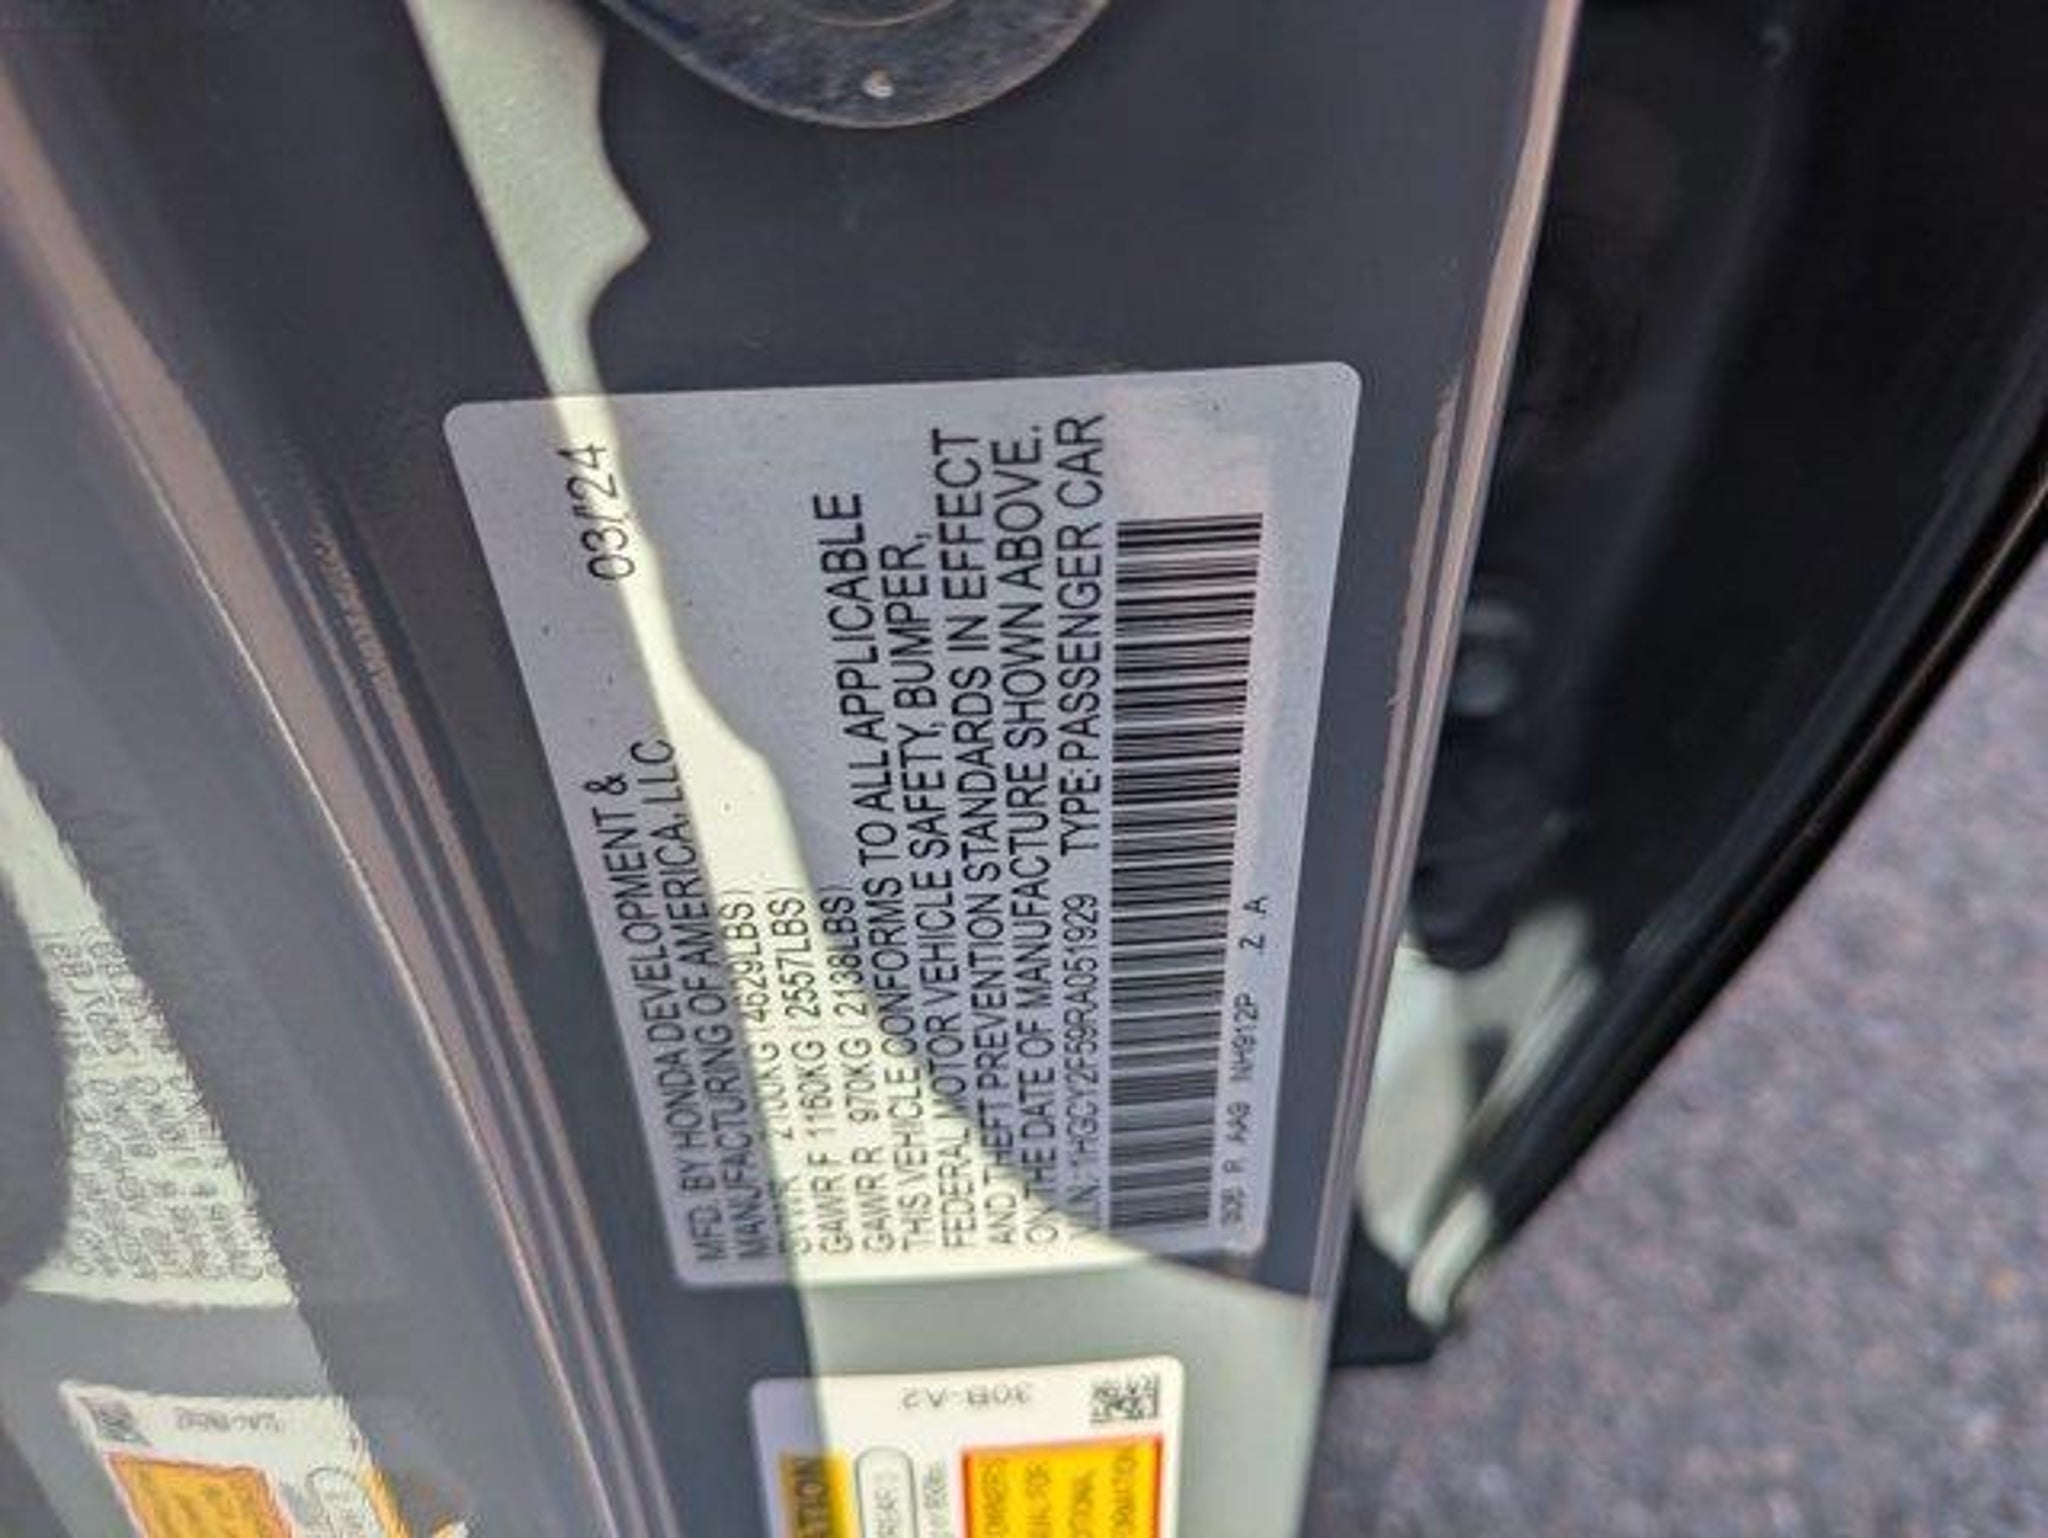 MFD. BY HONDA DEVELOPMENT & 03/24
MANUFACTURING OF AMERICA, LLC
GVWR 2100KG ( 4629LBS)
GAWR F 1160KG ( 2557LBS)
GAWR R 970KG ( 2138LBS)
THIS VEHICLE CONFORMS TO ALL APPLICABLE
FEDERAL MOTOR VEHICLE SAFETY, BUMPER,
AND THEFT PREVENTION STANDARDS IN EFFECT
ON THE DATE OF MANUFACTURE SHOWN ABOVE.
V.I.N. 1HGCY2F59RA051929 TYPE: PASSENGER CAR
30B P AAG NH912P 2 A
30B-A2